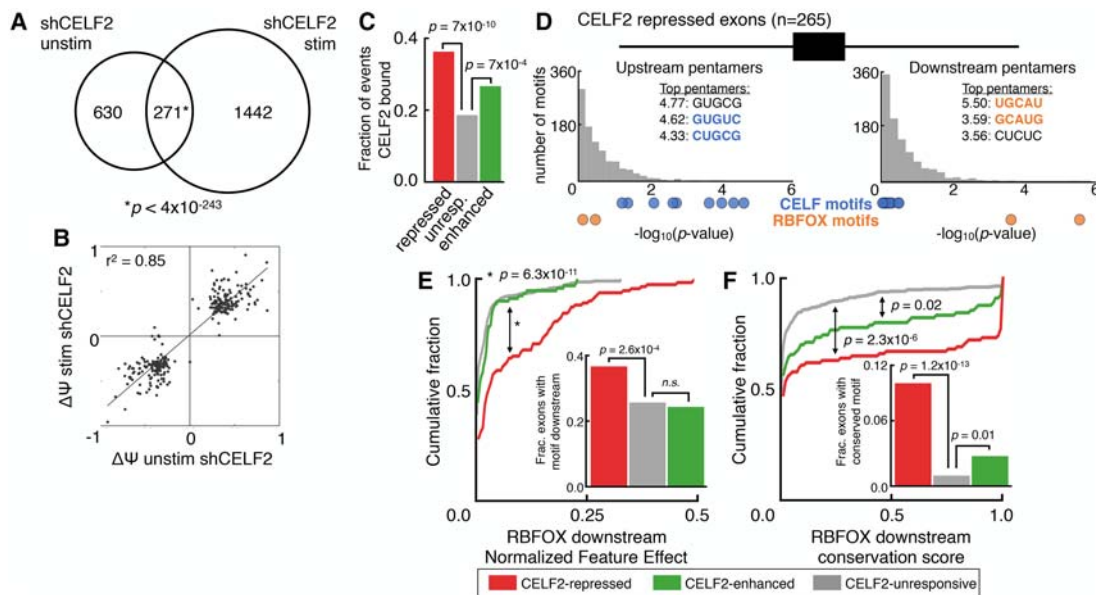 A
shCELF2
unstim
shCELF2
stim
630
271*
1442
*p < 4x10-243
B
r2 = 0.85
1
0
-1
0
1
ΔΨ stim shCELF2
ΔΨ unstim shCELF2
C
p = 7x10-10
p = 7x10-4
0.4
0.2
0.0
Fraction of events
CELF2 bound
repressed
unresp.
enhanced
D
CELF2 repressed exons (n=265)
Upstream pentamers
Top pentamers:
4.77: GUGCG
4.62: GUGUC
4.33: CUGCG
number of motifs
360
180
0
2
4
6
Downstream pentamers
Top pentamers:
5.50: UGCAU
3.59: GCAUG
3.56: CUCUC
360
180
0
2
4
6
CELF motifs
RBFOX motifs
-log10(p-value)
-log10(p-value)
E
* p = 6.3x10-11
*
1.0
0.5
0.0
0.25
0.5
Cumulative fraction
p = 2.6x10-4
n.s.
0.4
0.2
0.0
Frac. exons with
motif downstream
RBFOX downstream
Normalized Feature Effect
F
p = 0.02
p = 2.3x10-6
1.0
0.5
0.0
0.5
1.0
Cumulative fraction
p = 1.2x10-13
p = 0.01
0.12
0.06
0.0
Frac. exons with
conserved motif
RBFOX downstream
conservation score
CELF2-repressed
CELF2-enhanced
CELF2-unresponsive